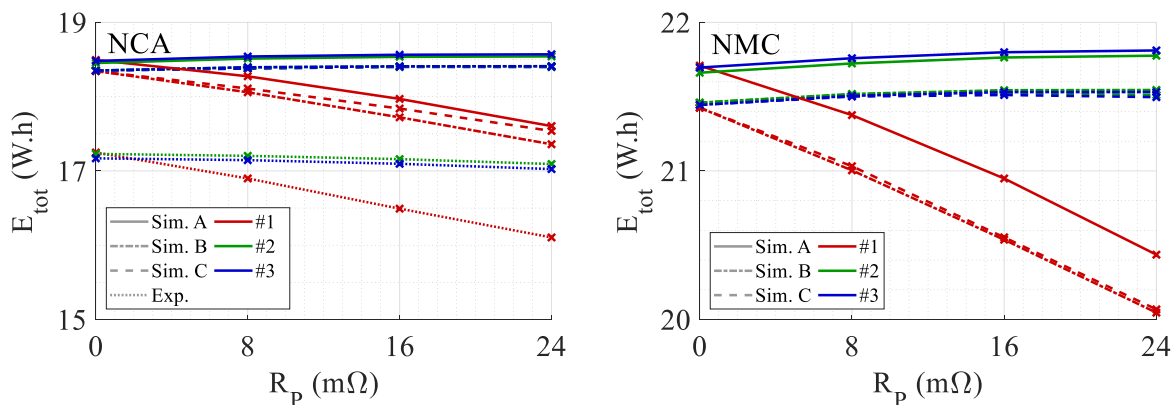 NCA
19
17
15
E_tot (W.h)
Sim. A #1
Sim. B #2
Sim. C #3
Exp.
0 8 16 24
R_P (mΩ)
NMC
22
21
20
E_tot (W.h)
Sim. A #1
Sim. B #2
Sim. C #3
0 8 16 24
R_P (mΩ)